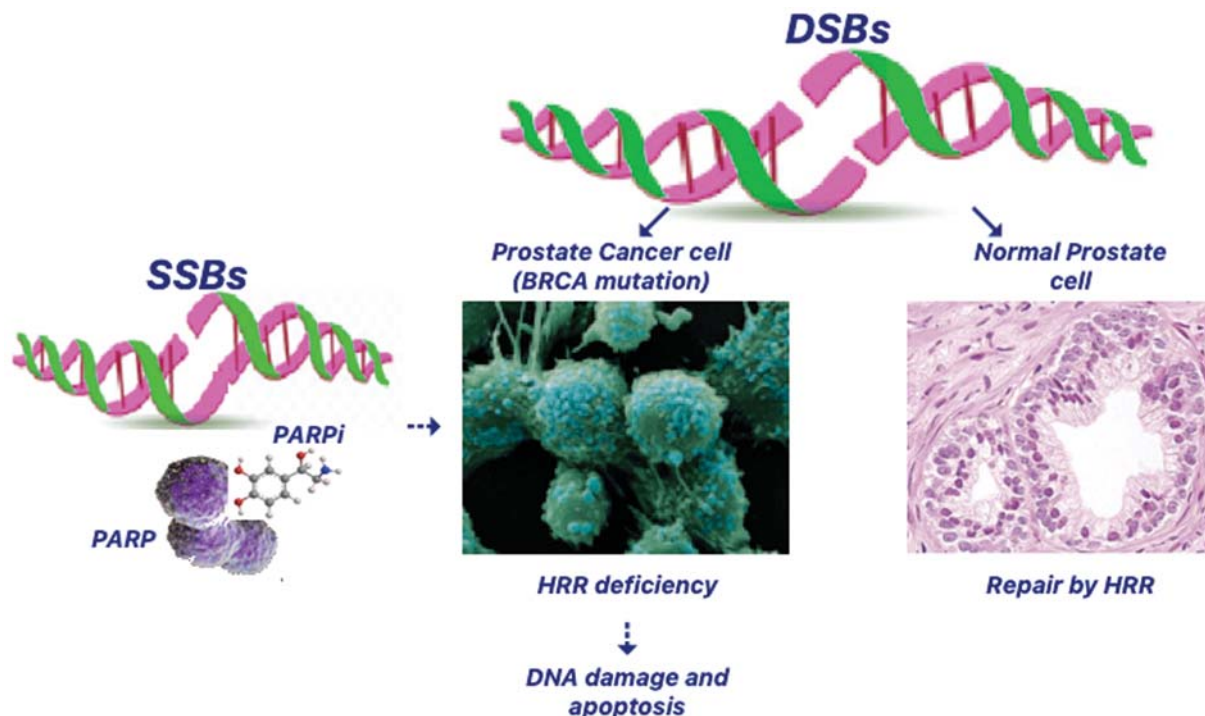 DSBs
Prostate Cancer cell
(BRCA mutation)
Normal Prostate
cell
SSBs
PARPi
PARP
HRR deficiency
Repair by HRR
DNA damage and
apoptosis